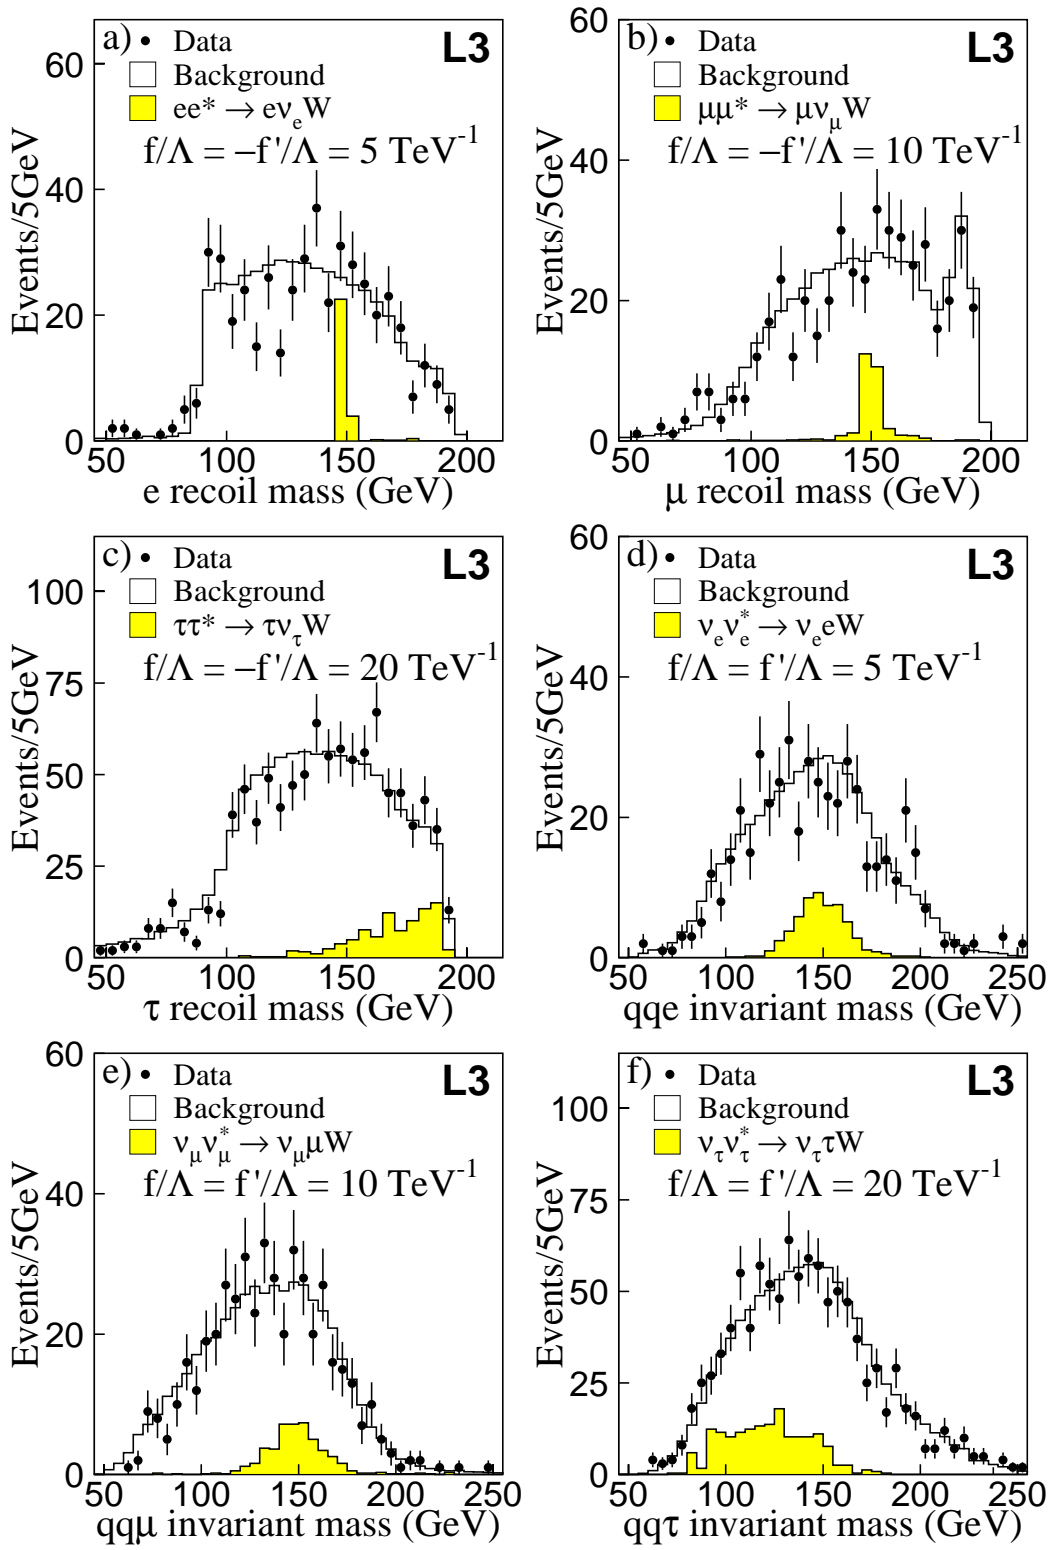 a) • Data L3
Background
ee* → eν_eW
f/Λ = −f'/Λ = 5 TeV⁻¹
Events/5GeV
60
40
20
0
50 100 150 200
e recoil mass (GeV)
b) • Data L3
Background
μμ* → μν_μW
f/Λ = −f'/Λ = 10 TeV⁻¹
Events/5GeV
60
40
20
0
50 100 150 200
μ recoil mass (GeV)
c) • Data L3
Background
ττ* → τν_τW
f/Λ = −f'/Λ = 20 TeV⁻¹
Events/5GeV
100
75
50
25
0
50 100 150 200
τ recoil mass (GeV)
d) • Data L3
Background
ν_eν_e* → ν_eeW
f/Λ = f'/Λ = 5 TeV⁻¹
Events/5GeV
60
40
20
0
50 100 150 200 250
qqe invariant mass (GeV)
e) • Data L3
Background
ν_μν_μ* → ν_μμW
f/Λ = f'/Λ = 10 TeV⁻¹
Events/5GeV
60
40
20
0
50 100 150 200 250
qqμ invariant mass (GeV)
f) • Data L3
Background
ν_τν_τ* → ν_ττW
f/Λ = f'/Λ = 20 TeV⁻¹
Events/5GeV
100
75
50
25
0
50 100 150 200 250
qqτ invariant mass (GeV)